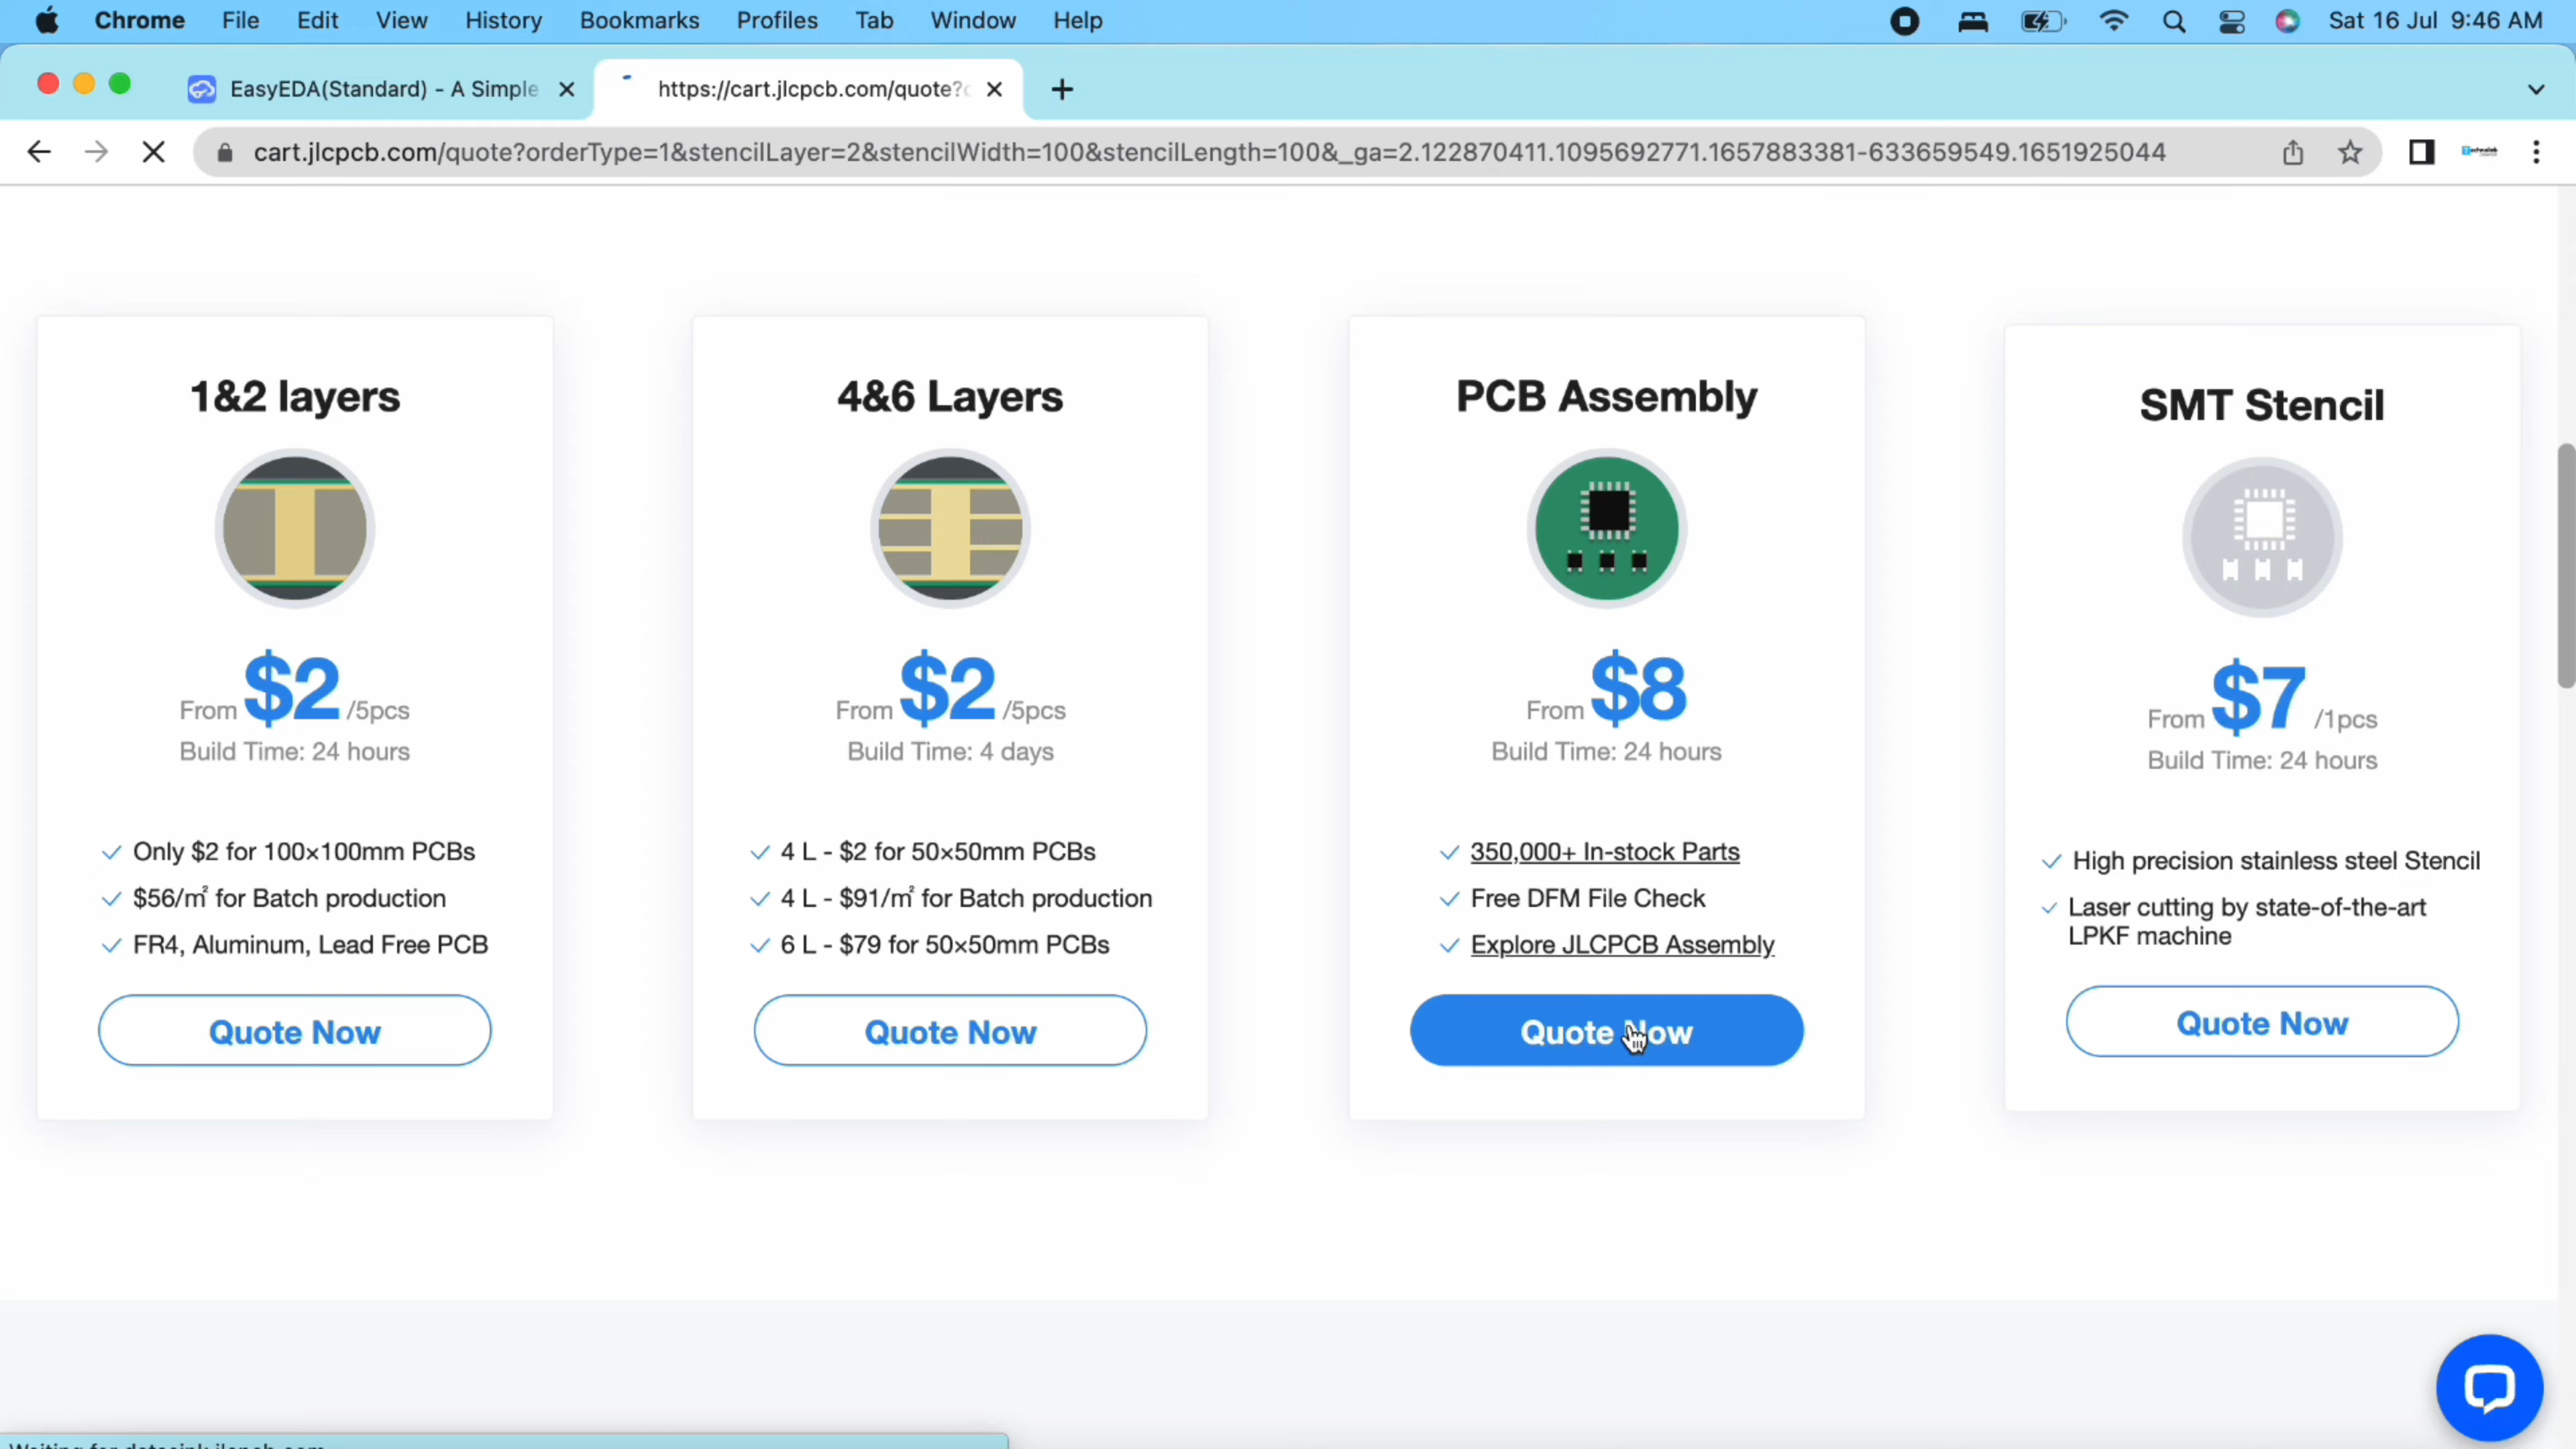 Chrome File Edit View History Bookmarks Profiles Tab Window Help Sat 16 Jul 9:46 AM
EasyEDA(Standard) - A Simple https://cart.jlcpcb.com/quote?
cart.jlcpcb.com/quote?orderType=1&stencilLayer=2&stencilWidth=100&stencilLength=100&_ga=2.122870411.1095692771.1657883381-633659549.1651925044
1&2 layers
From $2 /5pcs
Build Time: 24 hours
Only $2 for 100×100mm PCBs
$56/㎡ for Batch production
FR4, Aluminum, Lead Free PCB
Quote Now
4&6 Layers
From $2 /5pcs
Build Time: 4 days
4 L - $2 for 50×50mm PCBs
4 L - $91/㎡ for Batch production
6 L - $79 for 50×50mm PCBs
Quote Now
PCB Assembly
From $8
Build Time: 24 hours
350,000+ In-stock Parts
Free DFM File Check
Explore JLCPCB Assembly
Quote Now
SMT Stencil
From $7 /1pcs
Build Time: 24 hours
High precision stainless steel Stencil
Laser cutting by state-of-the-art
LPKF machine
Quote Now